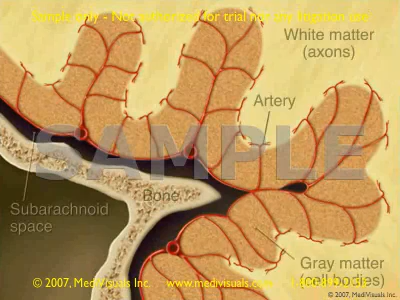 Sample only - Not authorized for trial nor any litigation use
White matter
(axons)
Artery
SAMPLE
Bone
Subarachnoid
space
Gray matter
(cell bodies)
© 2007, MediVisuals Inc.
© 2007, MediVisuals Inc. www.medivisuals.com